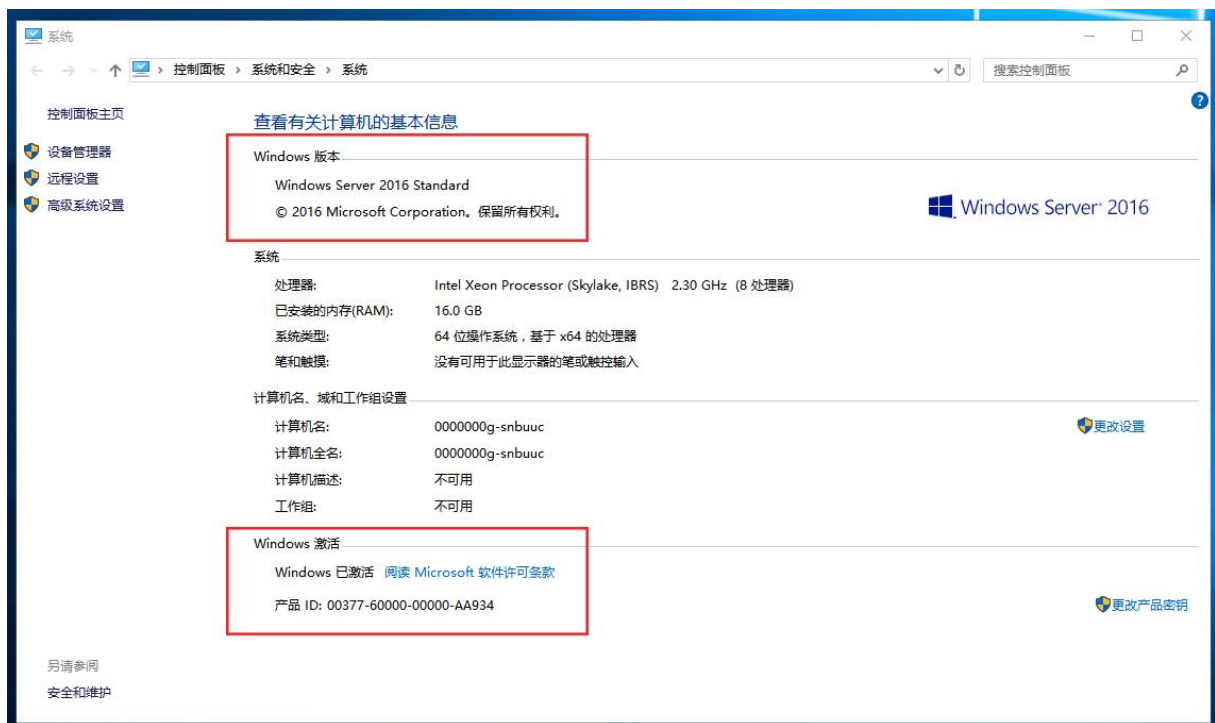 系统
控制面板 › 系统和安全 › 系统
搜索控制面板
控制面板主页
设备管理器
远程设置
高级系统设置
查看有关计算机的基本信息
Windows 版本
Windows Server 2016 Standard
© 2016 Microsoft Corporation。保留所有权利。
Windows Server 2016
系统
处理器: Intel Xeon Processor (Skylake, IBRS) 2.30 GHz (8 处理器)
已安装的内存(RAM): 16.0 GB
系统类型: 64 位操作系统，基于 x64 的处理器
笔和触摸: 没有可用于此显示器的笔或触控输入
计算机名、域和工作组设置
计算机名: 0000000g-snbuuc
更改设置
计算机全名: 0000000g-snbuuc
计算机描述: 不可用
工作组: 不可用
Windows 激活
Windows 已激活 阅读 Microsoft 软件许可条款
产品 ID: 00377-60000-00000-AA934
更改产品密钥
另请参阅
安全和维护